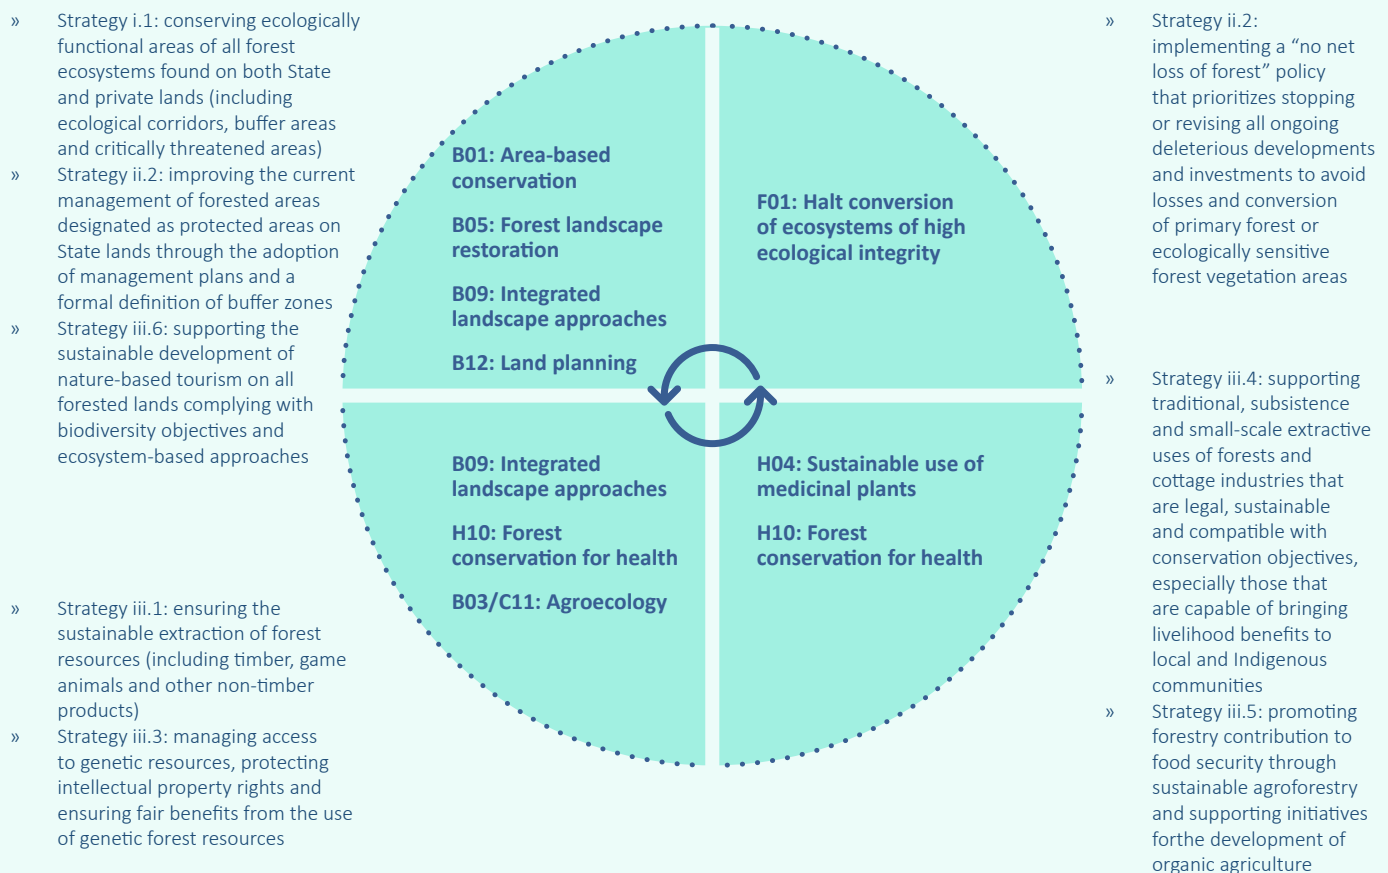 » Strategy i.1: conserving ecologically
functional areas of all forest
ecosystems found on both State
and private lands (including
ecological corridors, buffer areas
and critically threatened areas)
» Strategy ii.2: improving the current
management of forested areas
designated as protected areas on
State lands through the adoption
of management plans and a
formal definition of buffer zones
» Strategy iii.6: supporting the
sustainable development of
nature-based tourism on all
forested lands complying with
biodiversity objectives and
ecosystem-based approaches
B01: Area-based
conservation
B05: Forest landscape
restoration
B09: Integrated
landscape approaches
B12: Land planning
F01: Halt conversion
of ecosystems of high
ecological integrity
» Strategy ii.2:
implementing a “no net
loss of forest” policy
that prioritizes stopping
or revising all ongoing
deleterious developments
and investments to avoid
losses and conversion
of primary forest or
ecologically sensitive
forest vegetation areas
» Strategy iii.1: ensuring the
sustainable extraction of forest
resources (including timber, game
animals and other non-timber
products)
» Strategy iii.3: managing access
to genetic resources, protecting
intellectual property rights and
ensuring fair benefits from the use
of genetic forest resources
B09: Integrated
landscape approaches
H10: Forest
conservation for health
B03/C11: Agroecology
H04: Sustainable use of
medicinal plants
H10: Forest
conservation for health
» Strategy iii.4: supporting
traditional, subsistence
and small-scale extractive
uses of forests and
cottage industries that
are legal, sustainable
and compatible with
conservation objectives,
especially those that
are capable of bringing
livelihood benefits to
local and Indigenous
communities
» Strategy iii.5: promoting
forestry contribution to
food security through
sustainable agroforestry
and supporting initiatives
forthe development of
organic agriculture